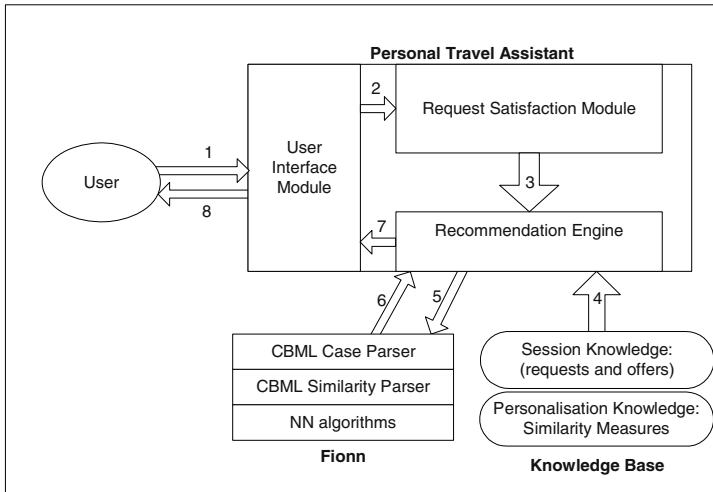 Personal Travel Assistant
2
Request Satisfaction Module
1
User
Interface
Module
User
3
8
7
Recommendation Engine
6
5
4
CBML Case Parser
Session Knowledge:
(requests and offers)
CBML Similarity Parser
Personalisation Knowledge:
Similarity Measures
NN algorithms
Fionn
Knowledge Base